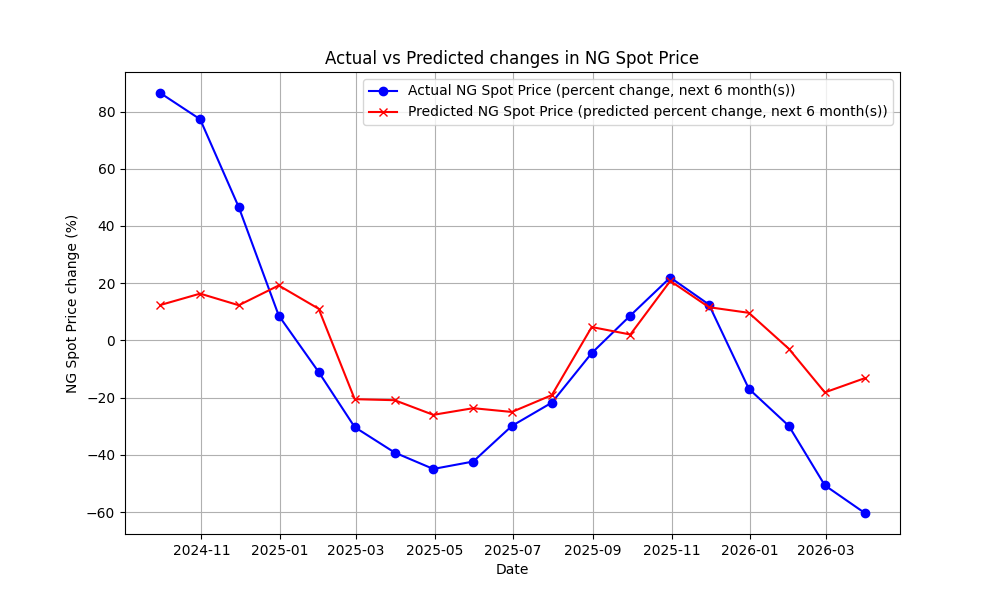 Actual vs Predicted changes in NG Spot Price
Actual NG Spot Price (percent change, next 6 month(s))
Predicted NG Spot Price (predicted percent change, next 6 month(s))
NG Spot Price change (%)
80
60
40
20
0
−20
−40
−60
2024-11 2025-01 2025-03 2025-05 2025-07 2025-09 2025-11 2026-01 2026-03
Date